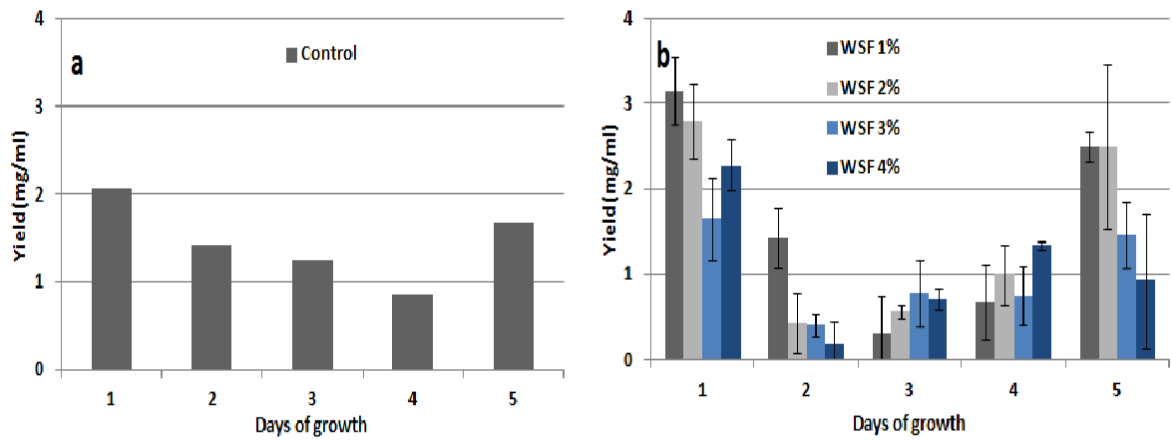 a
Control
Yield (mg/ml)
4
3
2
1
0
1 2 3 4 5
Days of growth
b
WSF 1%
WSF 2%
WSF 3%
WSF 4%
Yield (mg/ml)
4
3
2
1
0
1 2 3 4 5
Days of growth